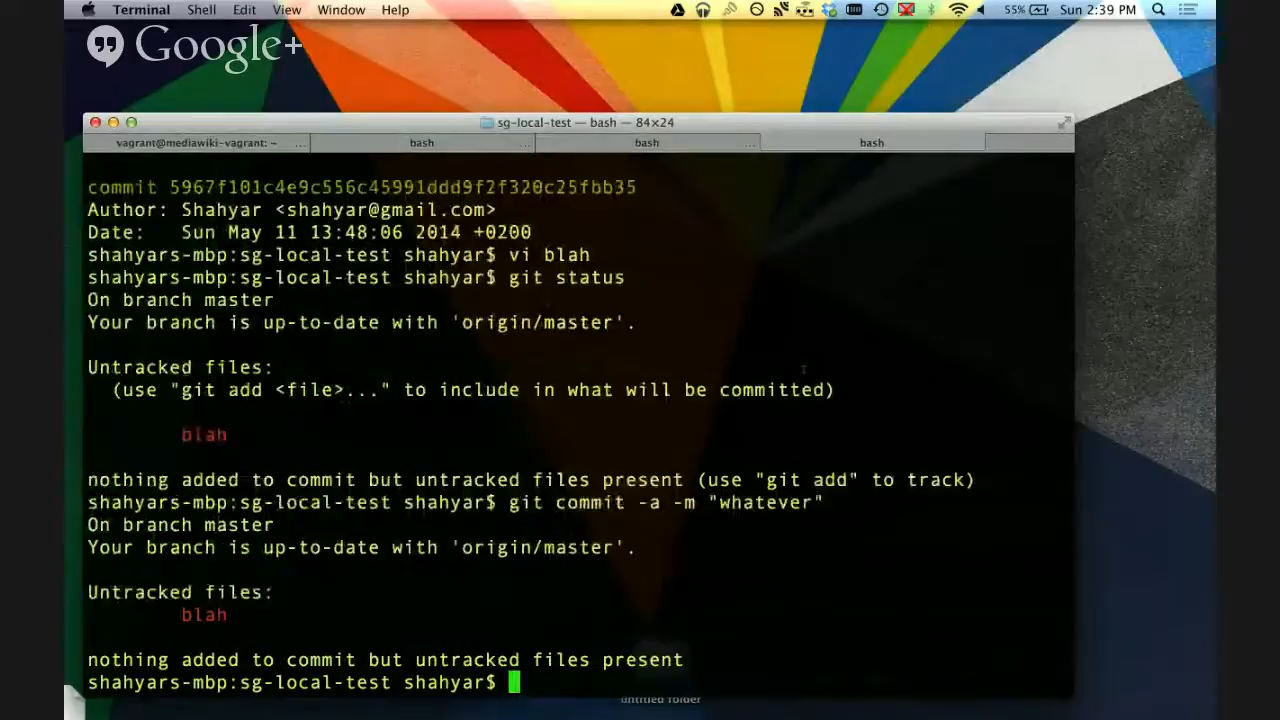 Terminal Shell Edit View Window Help 55% Sun 2:39 PM
Google+
sg-local-test — bash — 84×24
vagrant@mediawiki-vagrant: ~ ... bash ... bash ... bash
commit 5967f101c4e9c556c45991ddd9f2f320c25fbb35
Author: Shahyar <shahyar@gmail.com>
Date:   Sun May 11 13:48:06 2014 +0200
shahyars-mbp:sg-local-test shahyar$ vi blah
shahyars-mbp:sg-local-test shahyar$ git status
On branch master
Your branch is up-to-date with 'origin/master'.
Untracked files:
(use "git add <file>..." to include in what will be committed)
blah
nothing added to commit but untracked files present (use "git add" to track)
shahyars-mbp:sg-local-test shahyar$ git commit -a -m "whatever"
On branch master
Your branch is up-to-date with 'origin/master'.
Untracked files:
blah
nothing added to commit but untracked files present
shahyars-mbp:sg-local-test shahyar$
untitled folder